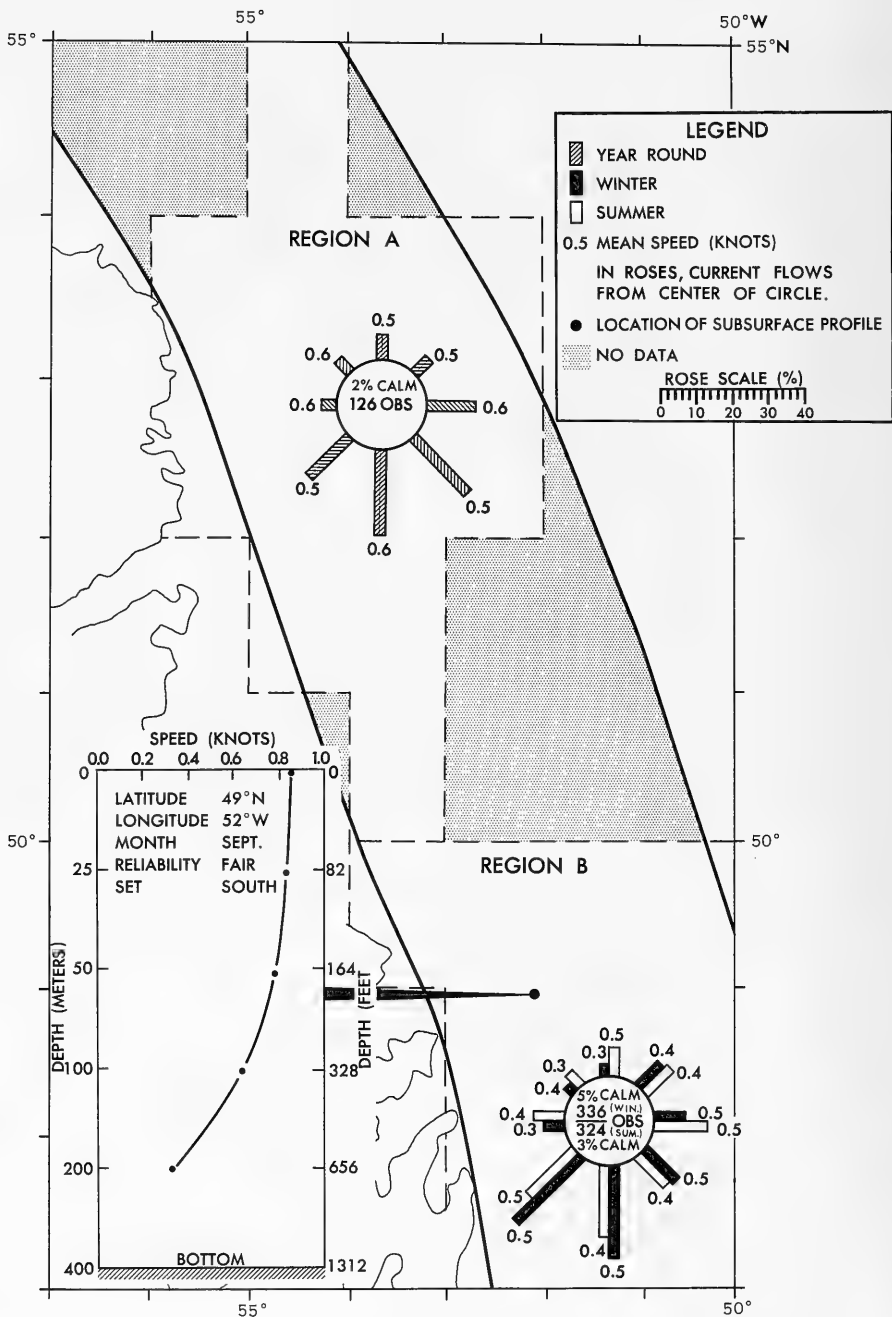 55°
50°W
55°
55°N
LEGEND
YEAR ROUND
WINTER
SUMMER
0.5 MEAN SPEED (KNOTS)
IN ROSES, CURRENT FLOWS
FROM CENTER OF CIRCLE.
LOCATION OF SUBSURFACE PROFILE
NO DATA
ROSE SCALE (%)
0 10 20 30 40
REGION A
0.5
0.6
0.5
2% CALM
126 OBS
0.6
0.6
0.5
0.5
0.6
SPEED (KNOTS)
0.0 0.2 0.4 0.6 0.8 1.0
0
0
LATITUDE 49°N
LONGITUDE 52°W
MONTH SEPT.
RELIABILITY FAIR
SET SOUTH
50°
50°
REGION B
25
82
50
164
DEPTH (METERS)
DEPTH (FEET
100
328
200
656
BOTTOM
400
1312
0.5
0.3
0.4
0.4
0.3
0.4
5% CALM
336 (WIN.)
OBS
324 (SUM.)
3% CALM
0.4
0.3
0.5
0.5
0.5
0.4
0.5
0.5
0.4
0.5
55°
50°